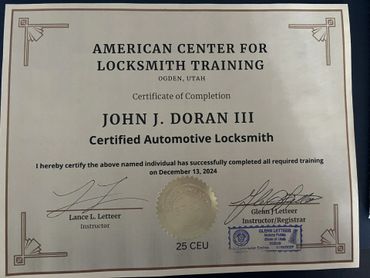 AMERICAN CENTER FOR
LOCKSMITH TRAINING
OGDEN, UTAH
Certificate of Completion
JOHN J. DORAN III
Certified Automotive Locksmith
I hereby certify the above named individual has successfully completed all required training
on December 13, 2024
Lance L. Letteer
Instructor
Glenn J Letteer
Instructor/Registrar
GLENN LETTEER
25 CEU